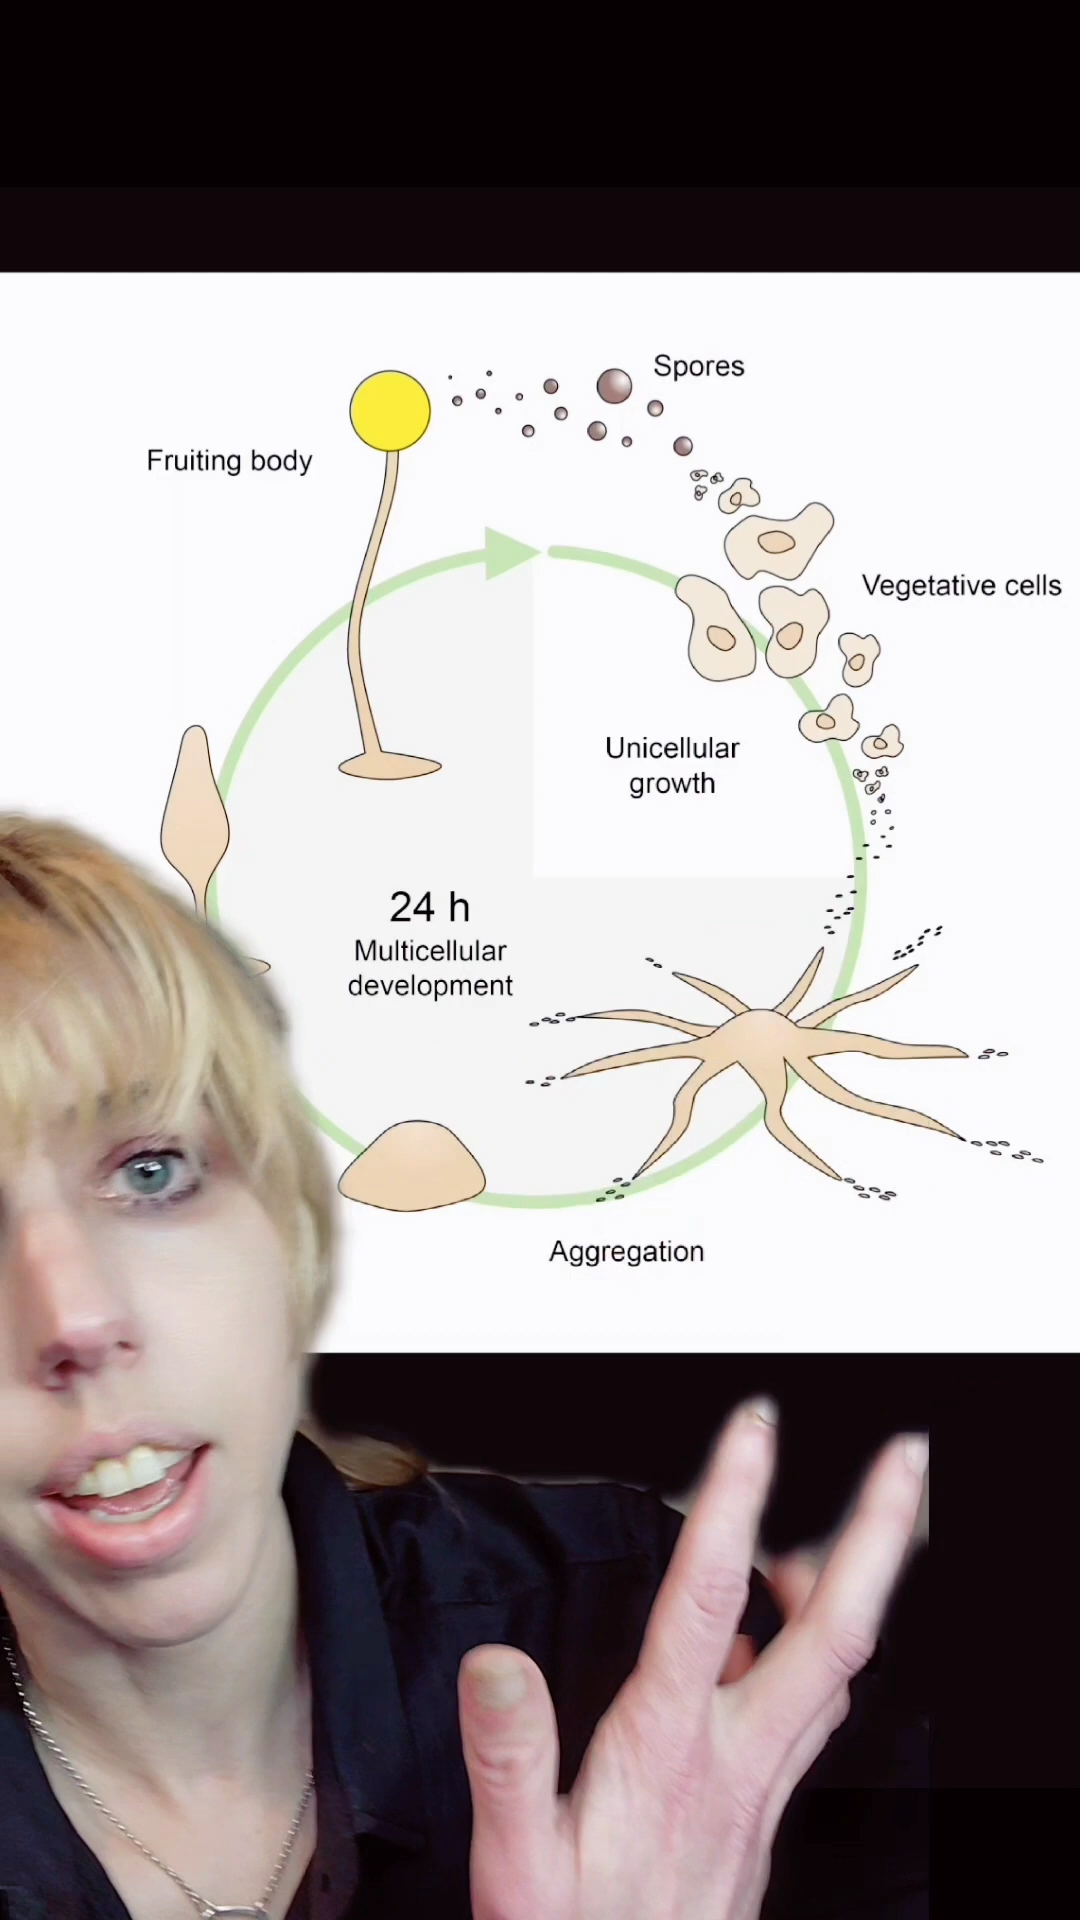 Spores
Fruiting body
Vegetative cells
Unicellular
growth
24 h
Multicellular
development
Aggregation